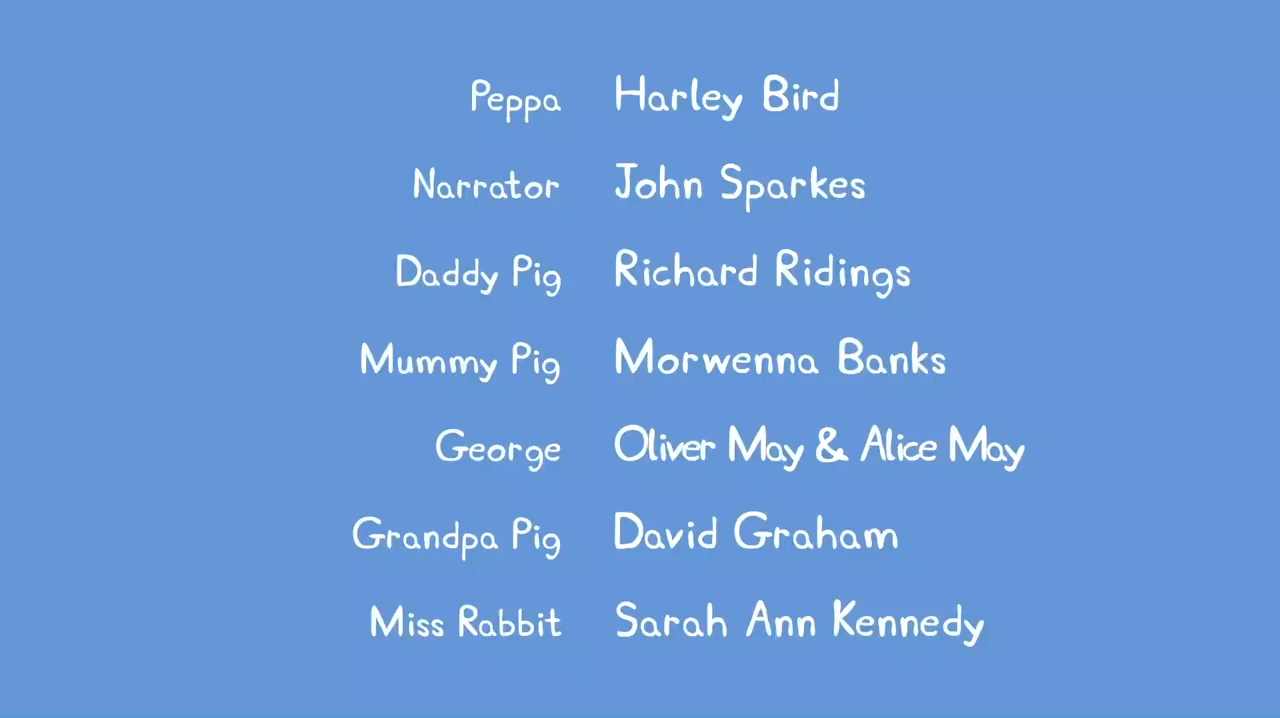 Peppa Harley Bird
Narrator John Sparkes
Daddy Pig Richard Ridings
Mummy Pig Morwenna Banks
George Oliver May & Alice May
Grandpa Pig David Graham
Miss Rabbit Sarah Ann Kennedy